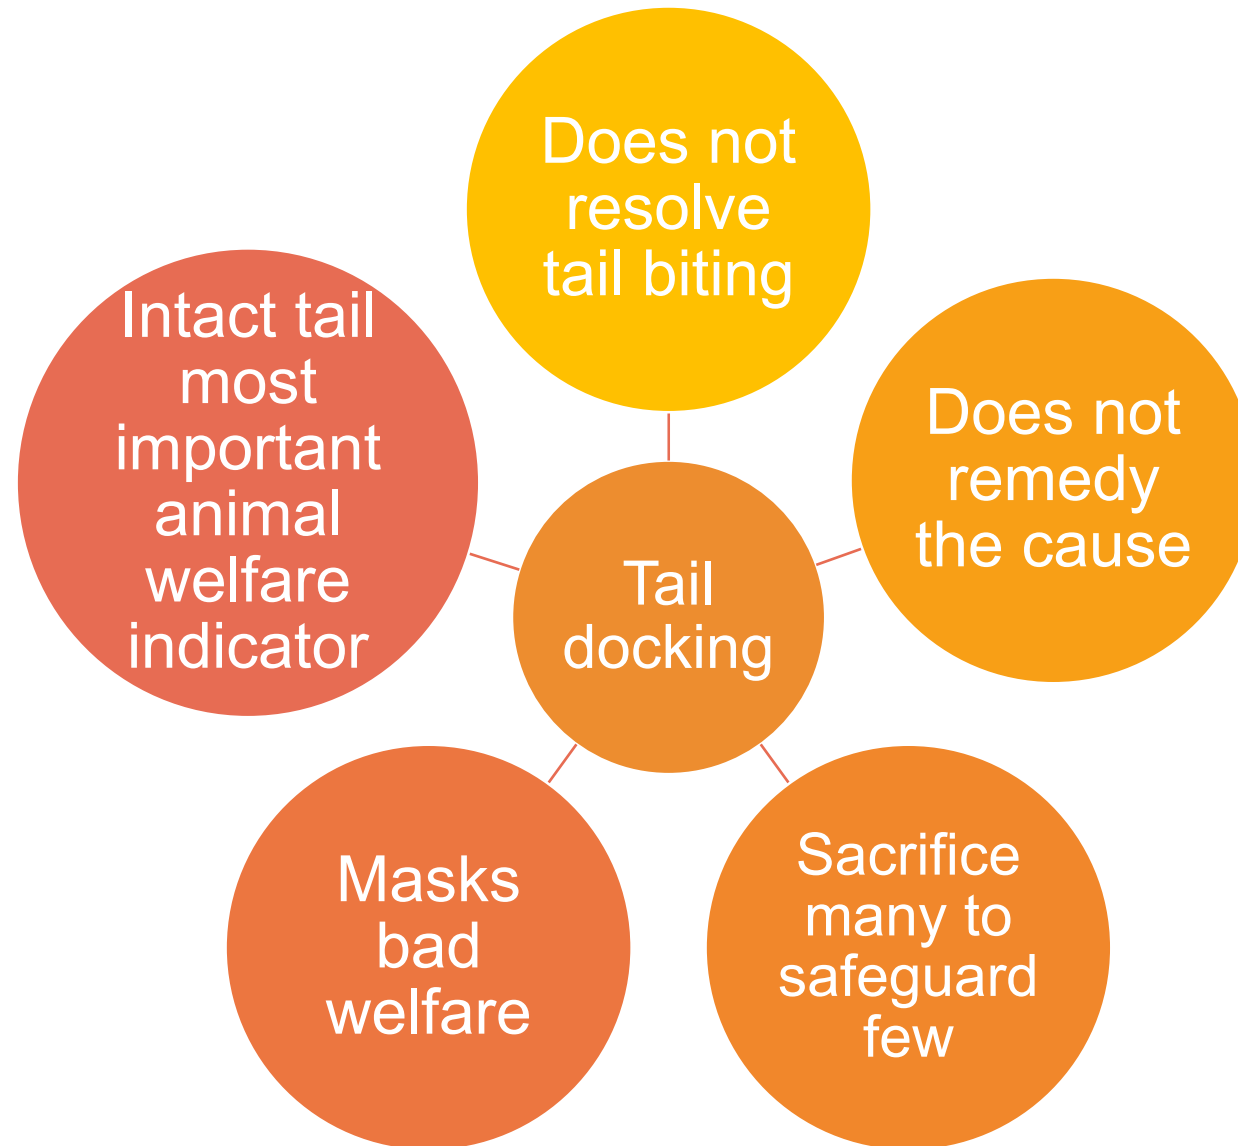 Does not
resolve
tail biting
Does not
remedy
the cause
Sacrifice
many to
safeguard
few
Masks
bad
welfare
Intact tail
most
important
animal
welfare
indicator
Tail
docking